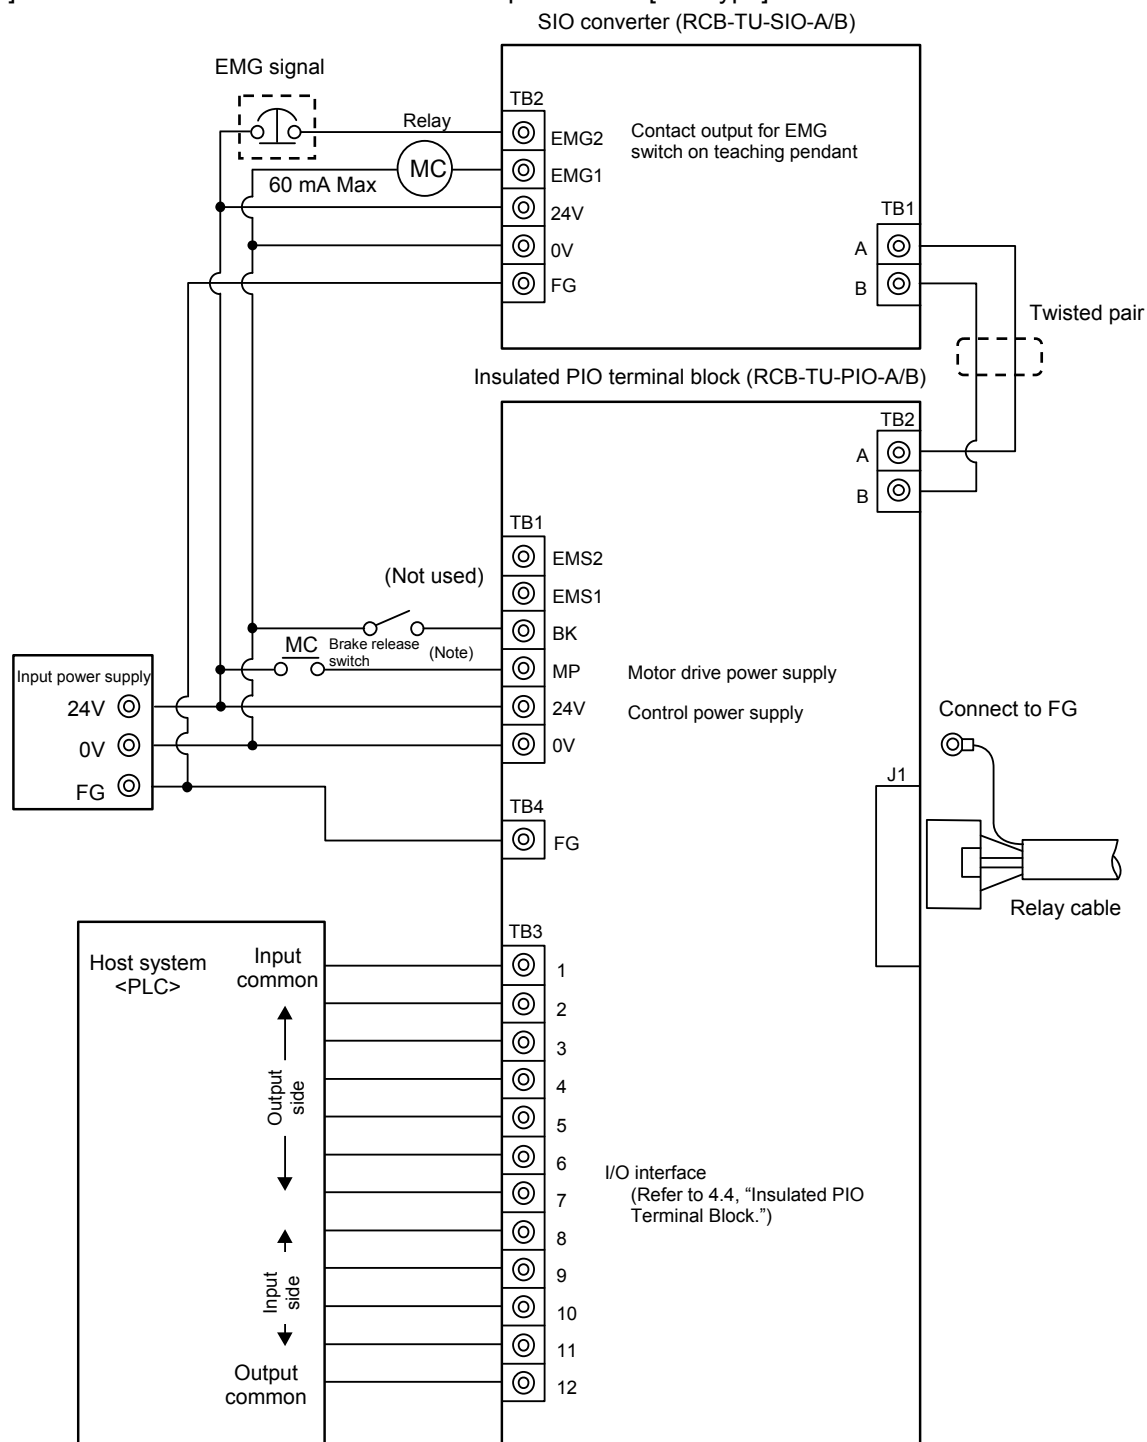 SIO converter (RCB-TU-SIO-A/B)
EMG signal
TB2
Relay
EMG2
Contact output for EMG
switch on teaching pendant
MC
EMG1
60 mA Max
24V
TB1
0V
A
FG
B
Twisted pair
Insulated PIO terminal block (RCB-TU-PIO-A/B)
TB2
A
B
TB1
EMS2
(Not used)
EMS1
BK
MC
Brake release
switch
(Note)
MP
Motor drive power supply
Input power supply
24V
24V
Control power supply
Connect to FG
0V
0V
FG
J1
TB4
FG
Relay cable
TB3
Host system
<PLC>
Input
common
1
2
3
Output
side
4
5
6
I/O interface
(Refer to 4.4, “Insulated PIO
Terminal Block.”)
7
8
Input
side
9
10
11
Output
common
12